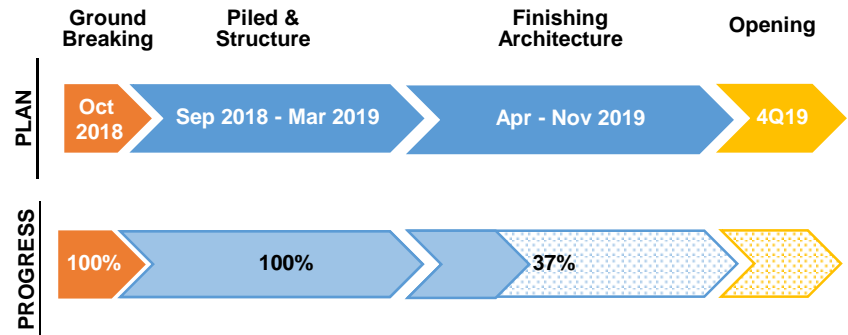 Ground
Breaking
Piled &
Structure
Finishing
Architecture
Opening
PLAN
Oct
2018
Sep 2018 - Mar 2019
Apr - Nov 2019
4Q19
PROGRESS
100%
100%
37%